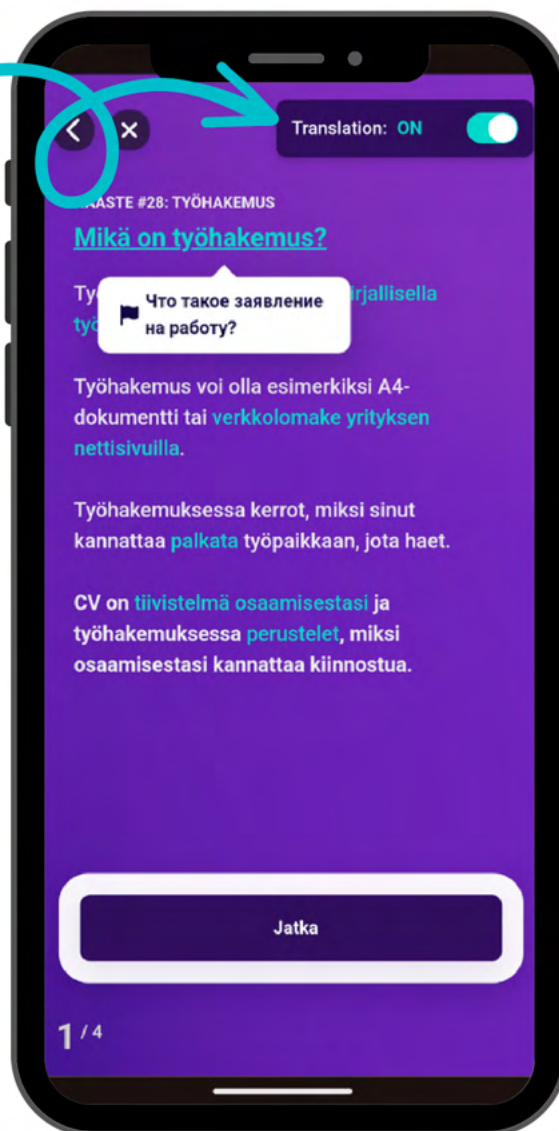 Translation: ON
#28: TYÖHAKEMUS
Mikä on työhakemus?
Что такое заявление
на работу?
Työhakemus voi olla esimerkiksi A4-
dokumentti tai verkkolomake yrityksen
nettisivuilla.
Työhakemuksessa kerrot, miksi sinut
kannattaa palkata työpaikkaan, jota haet.
CV on tiivistelmä osaamisestasi ja
työhakemuksessa perustelet, miksi
osaamisestasi kannattaa kiinnostua.
Jatka
1 / 4